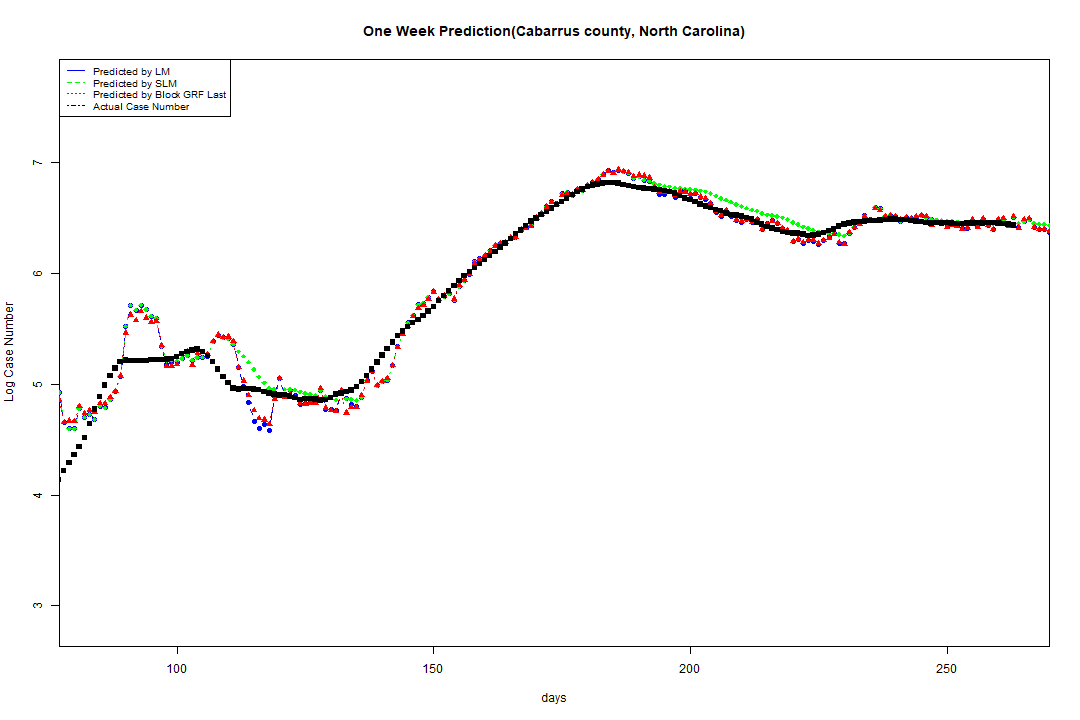 One Week Prediction(Cabarrus county, North Carolina)
Predicted by LM
Predicted by SLM
Predicted by Block GRF Last
Actual Case Number
Log Case Number
7
6
5
4
3
100 150 200 250
days